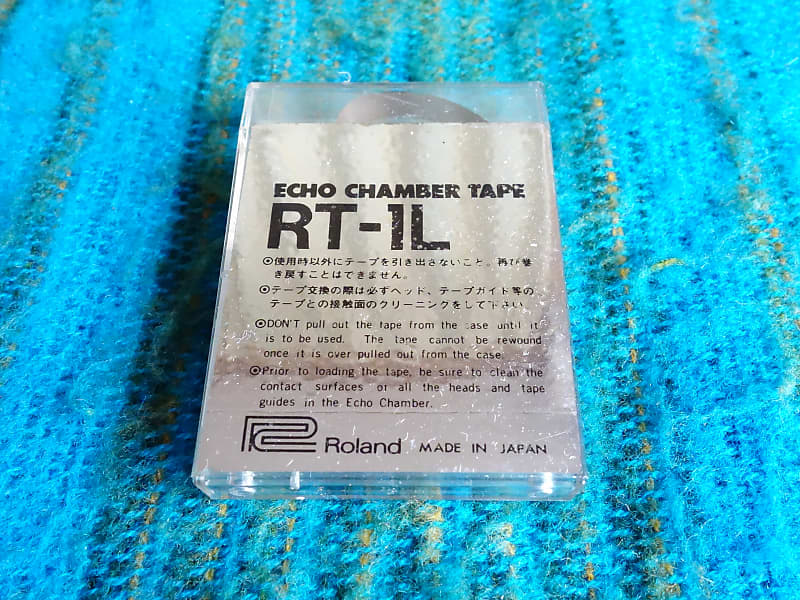 ECHO CHAMBER TAPE
RT-1L
⊙使用時以外にテープを引き出さないこと。再び巻
き戻すことはできません。
⊙テープ交換の際は必ずヘッド、テープガイド等の
テープとの接触面のクリーニングをして下さい。
⊙DON'T pull out the tape from the case until it
is to be used. The tape cannot be rewound
once it is over pulled out from the case.
⊙Prior to loading the tape, be sure to clean the
contact surfaces of all the heads and tape
guides in the Echo Chamber.
Roland MADE IN JAPAN